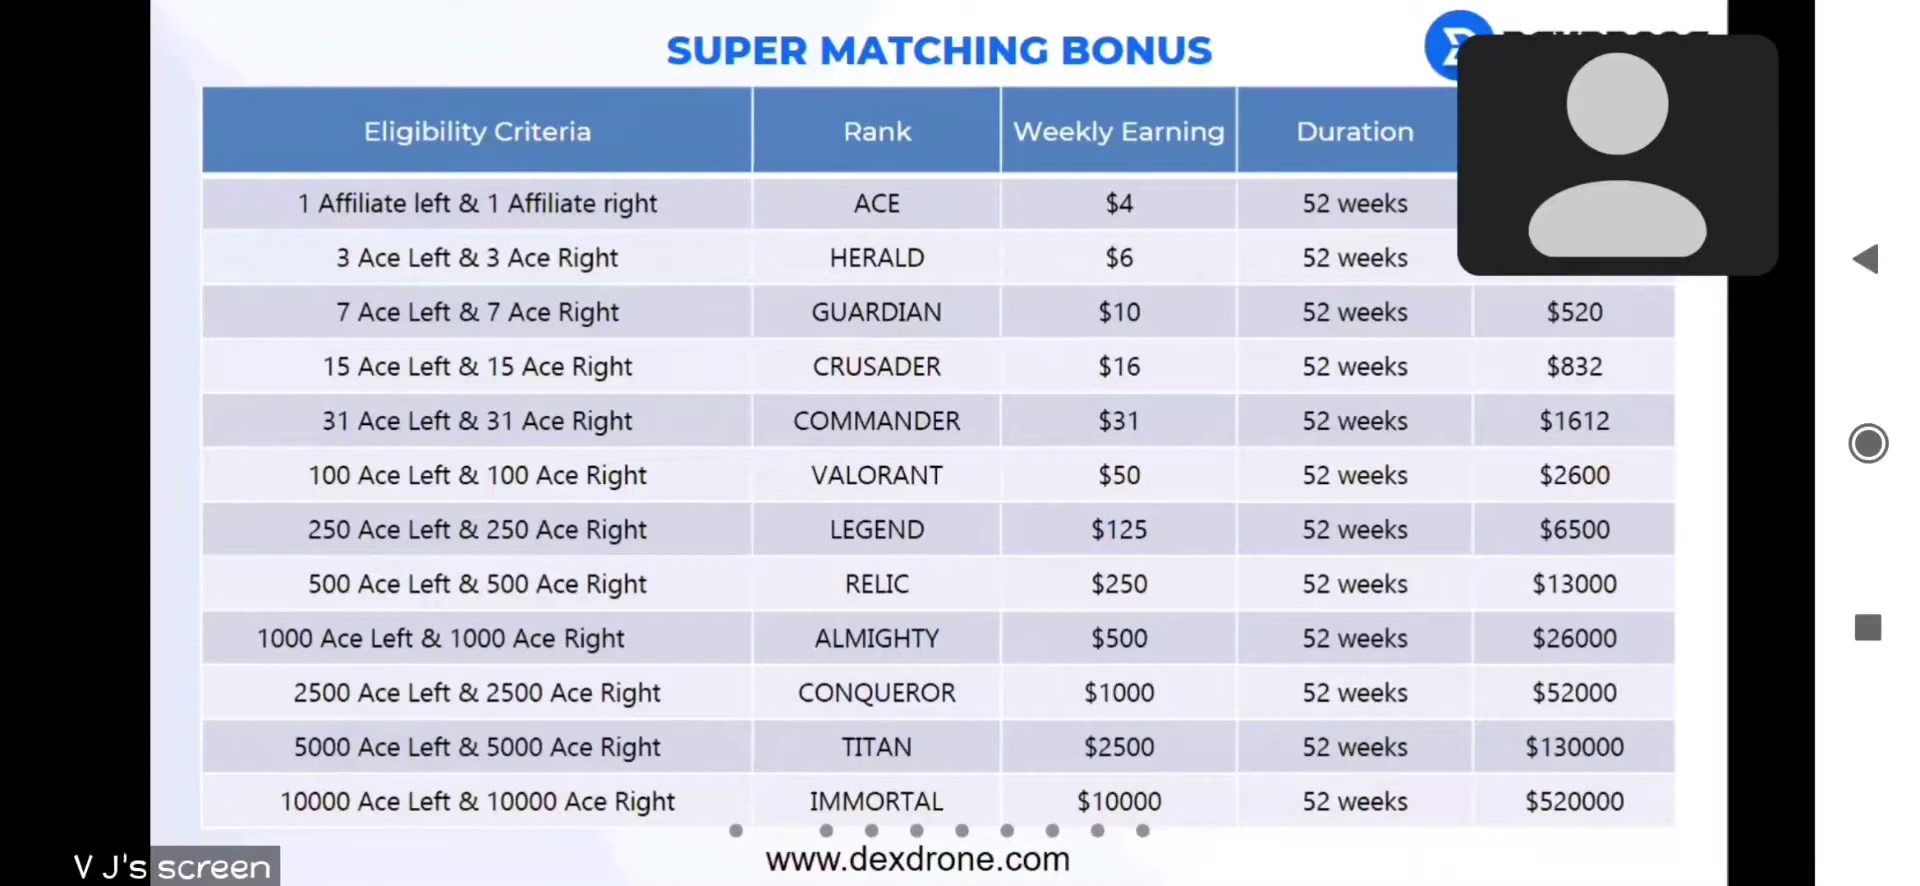 SUPER MATCHING BONUS
Eligibility Criteria Rank Weekly Earning Duration
1 Affiliate left & 1 Affiliate right ACE $4 52 weeks
3 Ace Left & 3 Ace Right HERALD $6 52 weeks
7 Ace Left & 7 Ace Right GUARDIAN $10 52 weeks $520
15 Ace Left & 15 Ace Right CRUSADER $16 52 weeks $832
31 Ace Left & 31 Ace Right COMMANDER $31 52 weeks $1612
100 Ace Left & 100 Ace Right VALORANT $50 52 weeks $2600
250 Ace Left & 250 Ace Right LEGEND $125 52 weeks $6500
500 Ace Left & 500 Ace Right RELIC $250 52 weeks $13000
1000 Ace Left & 1000 Ace Right ALMIGHTY $500 52 weeks $26000
2500 Ace Left & 2500 Ace Right CONQUEROR $1000 52 weeks $52000
5000 Ace Left & 5000 Ace Right TITAN $2500 52 weeks $130000
10000 Ace Left & 10000 Ace Right IMMORTAL $10000 52 weeks $520000
www.dexdrone.com
V J's screen